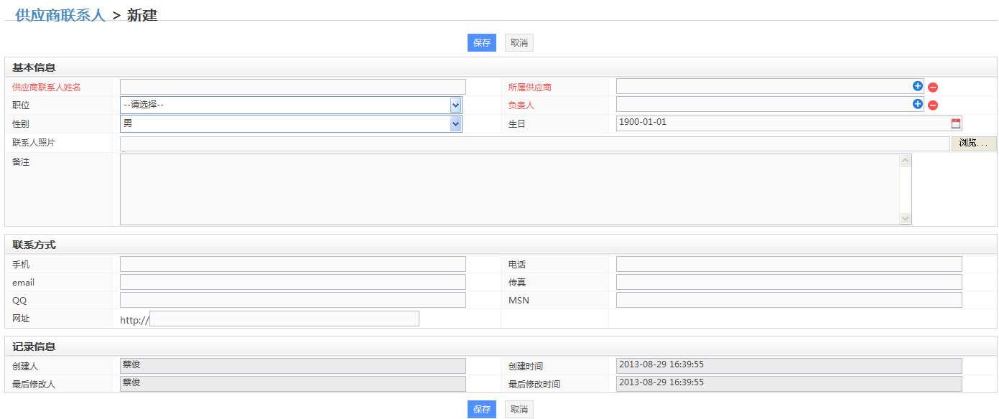 供应商联系人 > 新建
保存 取消
基本信息
供应商联系人姓名 所属供应商
职位 --请选择-- 负责人
性别 男 生日 1900-01-01
联系人照片 浏览...
备注
联系方式
手机 电话
email 传真
QQ MSN
网址 http://
记录信息
创建人 蔡俊 创建时间 2013-08-29 16:39:55
最后修改人 蔡俊 最后修改时间 2013-08-29 16:39:55
保存 取消